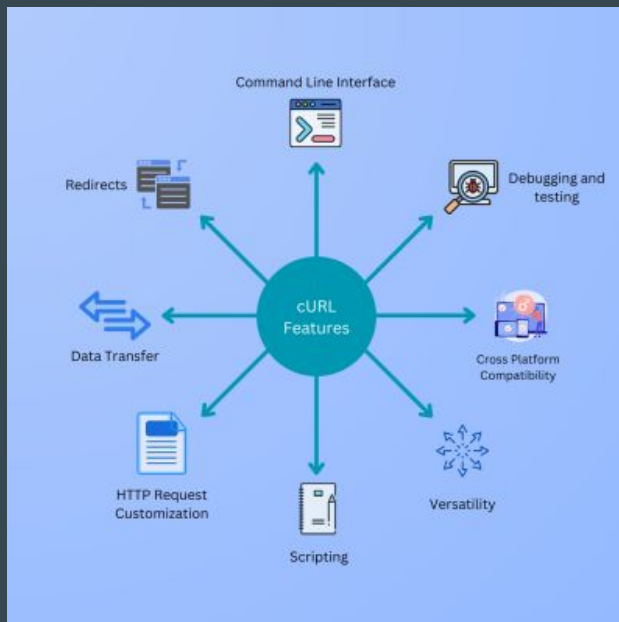 Command Line Interface
Redirects
Debugging and
testing
cURL
Features
Data Transfer
Cross Platform
Compatibility
HTTP Request
Customization
Versatility
Scripting